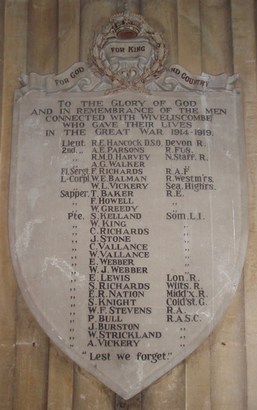 FOR KING
FOR GOD AND COUNTRY
TO THE GLORY OF GOD
AND IN REMEMBRANCE OF THE MEN
CONNECTED WITH WIVELISCOMBE
WHO GAVE THEIR LIVES
IN THE GREAT WAR 1914-1919.
Lieut. R.E. HANCOCK D.S.O. Devon R.
2nd „ A.E. PARSONS R. Fus.
„ R.M.D. HARVEY N. Staff. R.
„ A.G. WALKER
Fl. Sergt. F. RICHARDS R.A.F.
L-Corpl. W.E. BALMAN R. Westm'rs.
„ W.L. VICKERY Sea. Highrs.
Sapper T. BAKER R.E.
„ F. HOWELL „
„ W. GREEDY „
Pte. S. KELLAND Som. L.I.
„ W. KING „
„ C. RICHARDS „
„ J. STONE „
„ C. VALLANCE „
„ W. VALLANCE „
„ E. WEBBER „
„ W.J. WEBBER „
„ E. LEWIS Lon. R.
„ S. RICHARDS Wilts. R.
„ E.R. NATION Midd'x. R.
„ S. KNIGHT Cold'st. G.
„ W.F. STEVENS R.A.
„ P. BULL R.A.S.C.
„ J. BURSTON „
„ W. STRICKLAND „
„ A. VICKERY „
"Lest we forget."